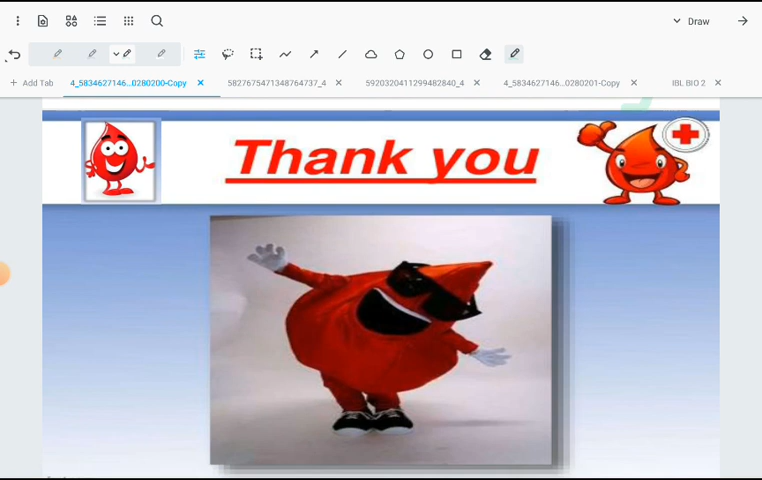 Draw
Add Tab
4_5834627146...0280200-Copy
5827675471348764737_4
5920320411299482840_4
4_5834627146...0280201-Copy
IBL BIO 2
Thank you